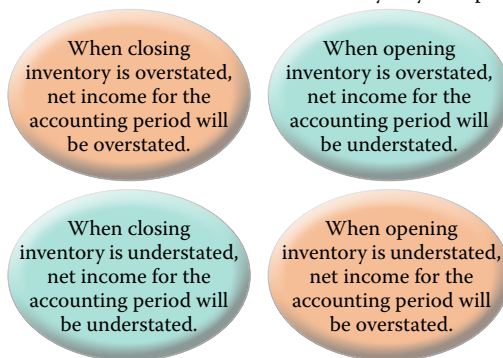 When closing
inventory is overstated,
net income for the
accounting period will
be overstated.
When opening
inventory is overstated,
net income for the
accounting period will
be understated.
When closing
inventory is understated,
net income for the
accounting period will
be understated.
When opening
inventory is understated,
net income for the
accounting period will
be overstated.